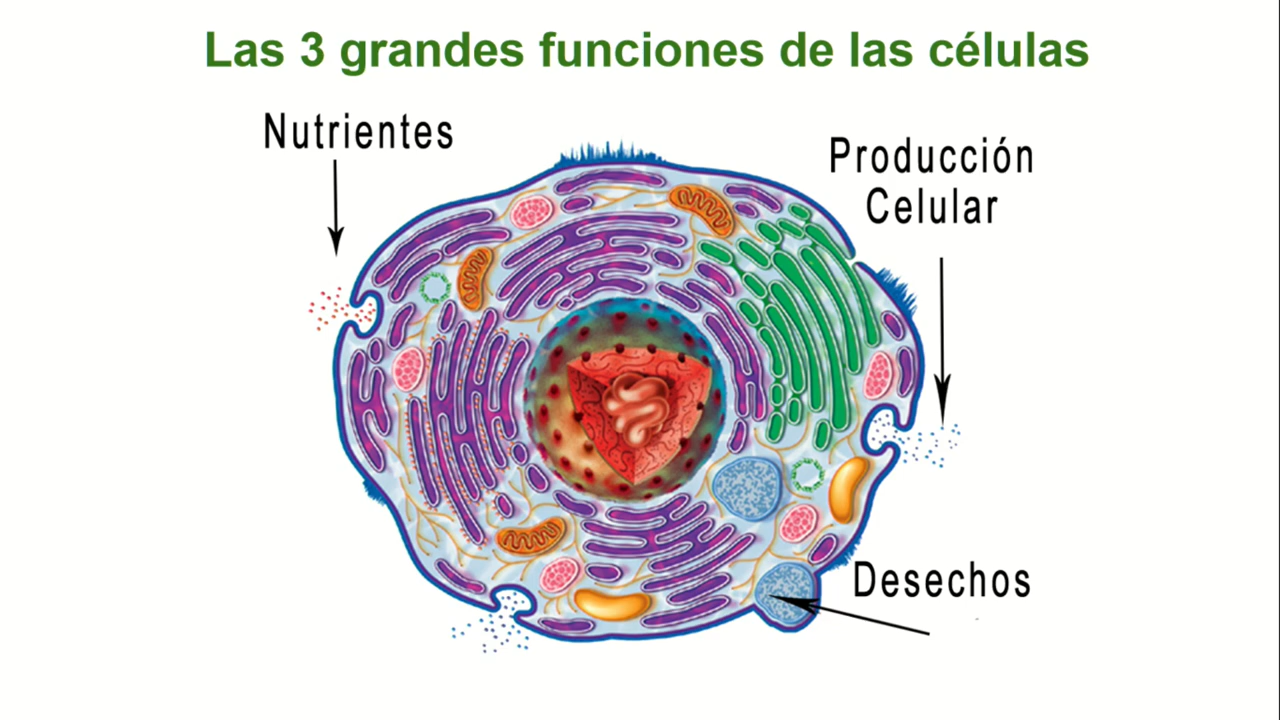 Las 3 grandes funciones de las células
Nutrientes
Producción
Celular
Desechos